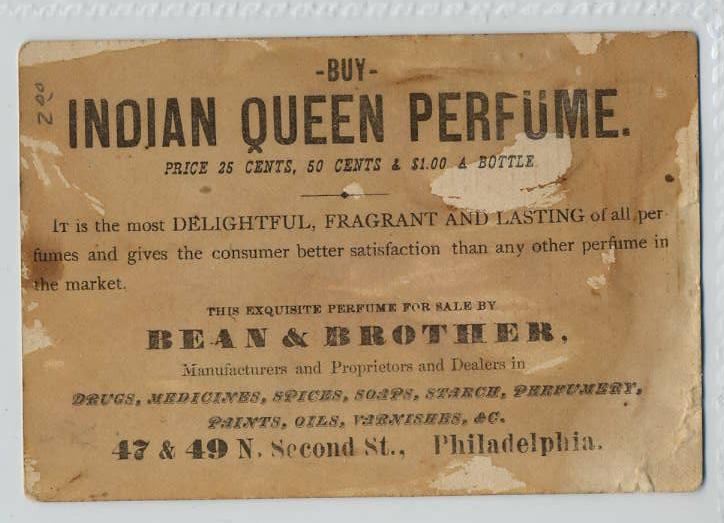 200
-BUY-
INDIAN QUEEN PERFUME.
PRICE 25 CENTS, 50 CENTS & $1.00 A BOTTLE
IT is the most DELIGHTFUL, FRAGRANT AND LASTING of all per-
fumes and gives the consumer better satisfaction than any other perfume in
the market.
THIS EXQUISITE PERFUME FOR SALE BY
BEAN & BROTHER,
Manufacturers and Proprietors and Dealers in
DRUGS, MEDICINES, SPICES, SOAPS, STARCH, PERFUMERY,
PAINTS, OILS, VARNISHES, &C.
47 & 49 N. Second St., Philadelphia.